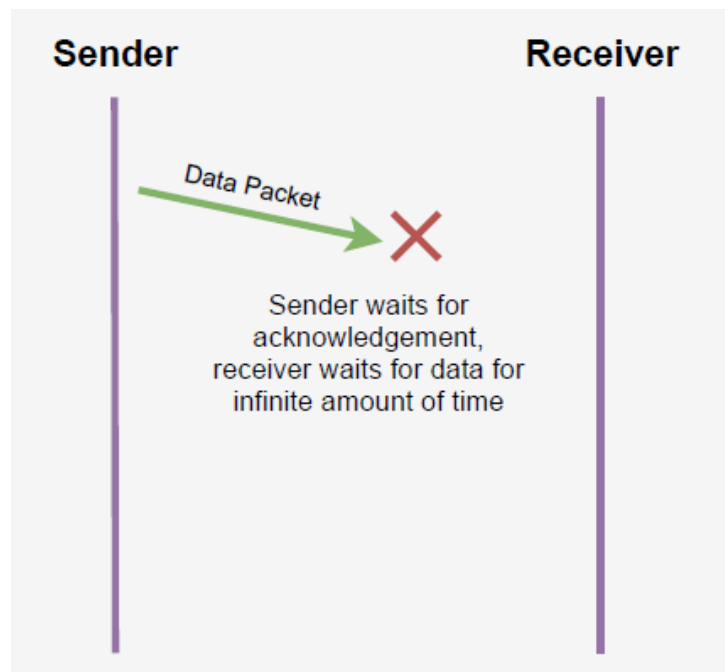 Sender
Receiver
Data Packet
Sender waits for
acknowledgement,
receiver waits for data for
infinite amount of time